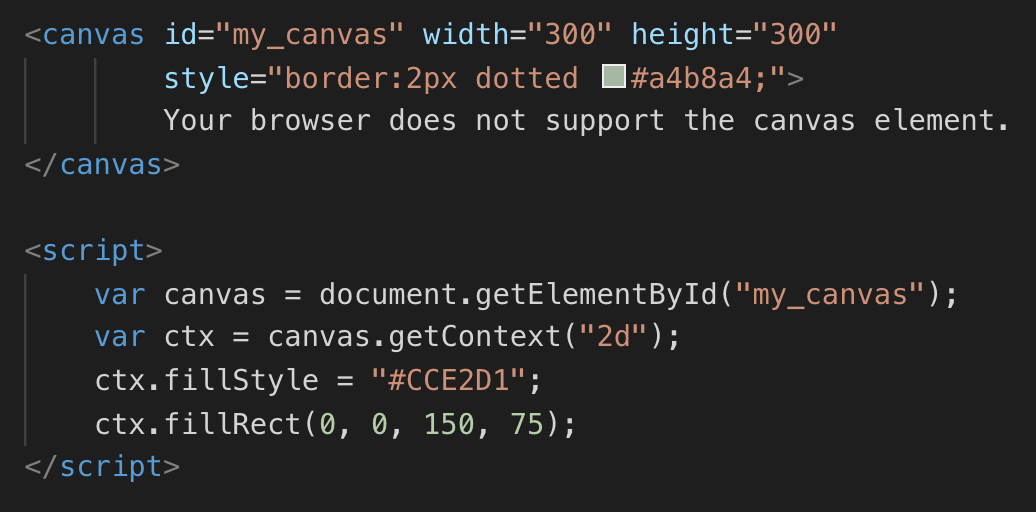 <canvas id="my_canvas" width="300" height="300"
style="border:2px dotted #a4b8a4;">
Your browser does not support the canvas element.
</canvas>
<script>
var canvas = document.getElementById("my_canvas");
var ctx = canvas.getContext("2d");
ctx.fillStyle = "#CCE2D1";
ctx.fillRect(0, 0, 150, 75);
</script>